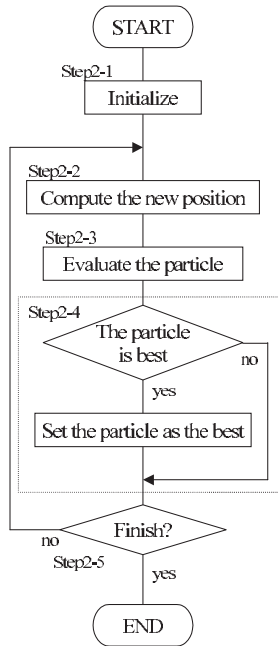 START
Step2-1
Initialize
Step2-2
Compute the new position
Step2-3
Evaluate the particle
Step2-4
The particle
is best
no
yes
Set the particle as the best
Finish?
no
Step2-5
yes
END